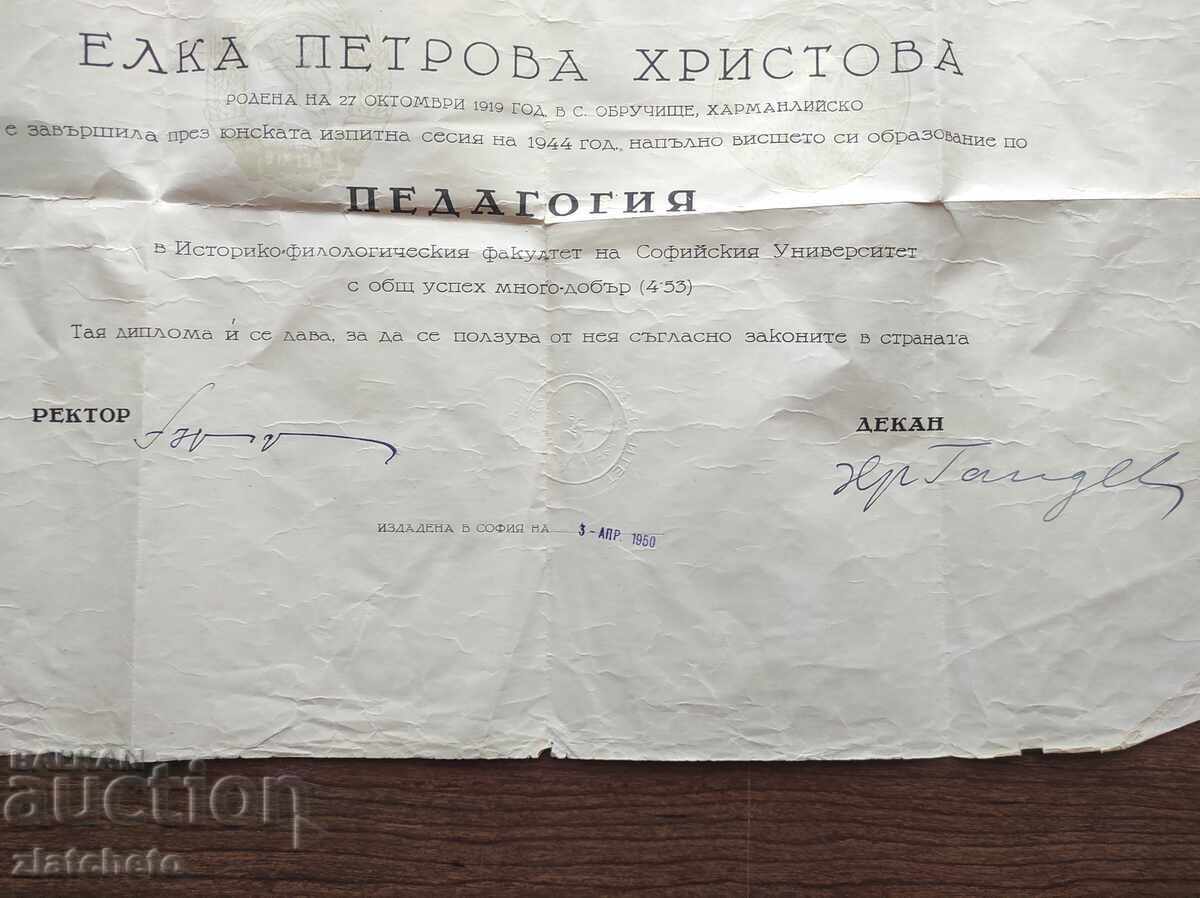 ЕЛКА ПЕТРОВА ХРИСТОВА
РОДЕНА НА 27 ОКТОМВРИ 1919 ГОД. В С. ОБРУЧИЩЕ, ХАРМАНЛИЙСКО
е завършила през юнската изпитна сесия на 1944 год., напълно висшето си образование по
ПЕДАГОГИЯ
в Историко-филологическия факултет на Софийския Университет
с общ успех много-добър (4·53)
Тая диплома ѝ се дава, за да се ползува от нея съгласно законите в страната
РЕКТОР
ДЕКАН
Хр Гандев
ИЗДАДЕНА В СОФИЯ НА 3 - АПР. 1950
BALKAN
auction
zlatcheto